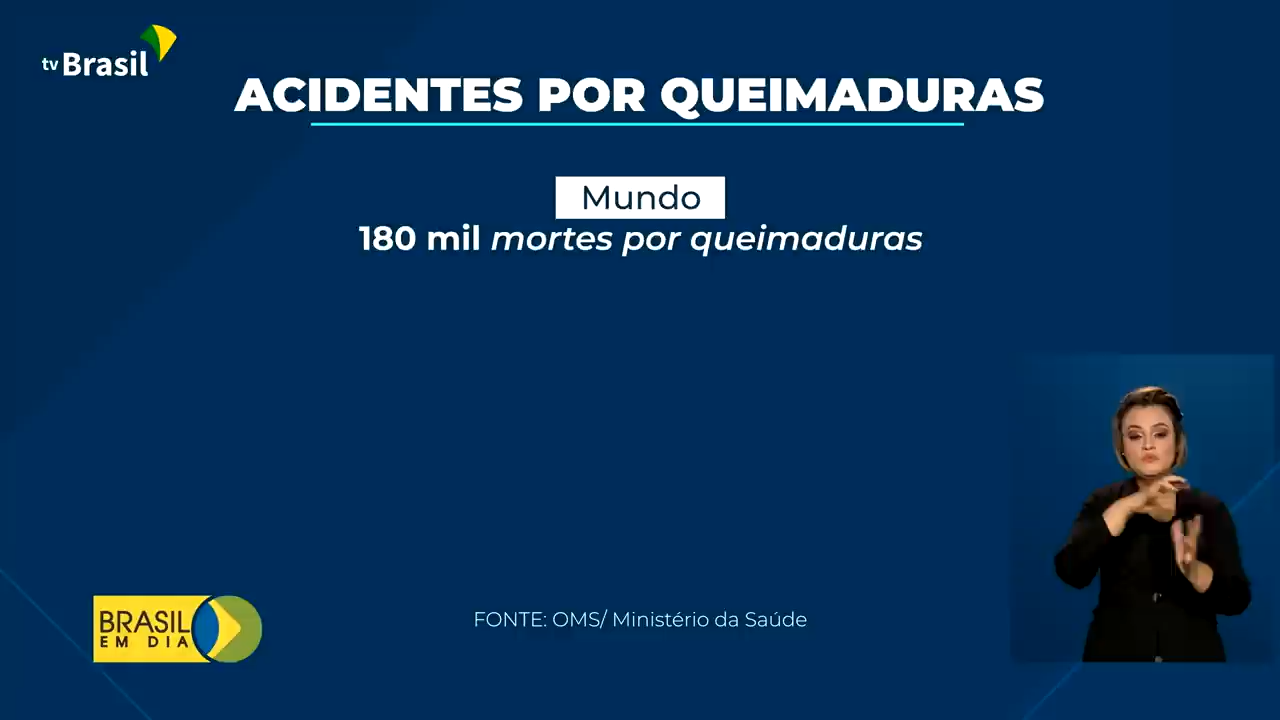 tv Brasil
ACIDENTES POR QUEIMADURAS
Mundo
180 mil mortes por queimaduras
FONTE: OMS/ Ministério da Saúde
BRASIL
EM DIA